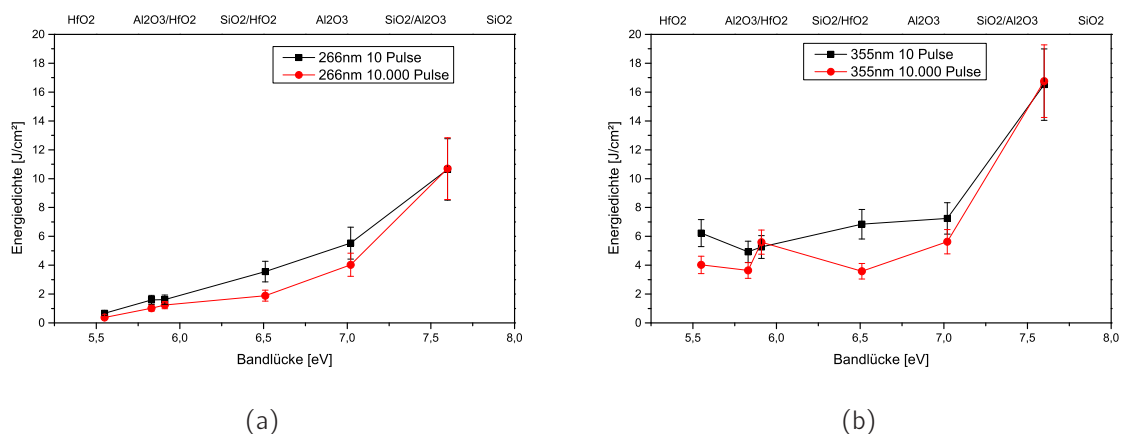 HfO2 Al2O3/HfO2 SiO2/HfO2 Al2O3 SiO2/Al2O3 SiO2
266nm 10 Pulse
266nm 10.000 Pulse
Energiedichte [J/cm²]
20
18
16
14
12
10
8
6
4
2
0
5,5 6,0 6,5 7,0 7,5 8,0
Bandlücke [eV]
(a)
HfO2 Al2O3/HfO2 SiO2/HfO2 Al2O3 SiO2/Al2O3 SiO2
355nm 10 Pulse
355nm 10.000 Pulse
Energiedichte [J/cm²]
20
18
16
14
12
10
8
6
4
2
0
5,5 6,0 6,5 7,0 7,5 8,0
Bandlücke [eV]
(b)